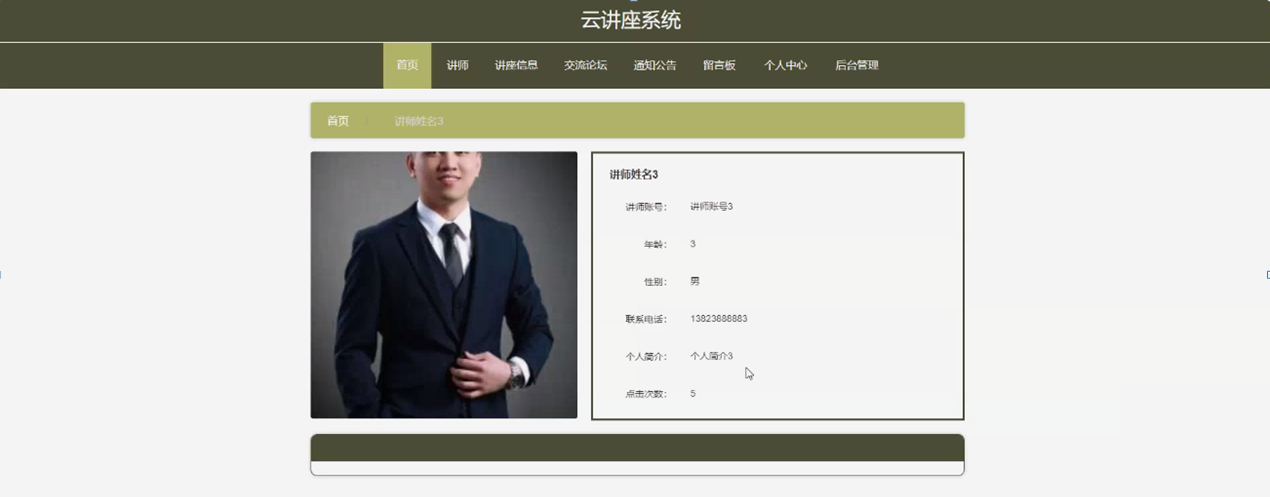 云讲座系统
首页 讲师 讲座信息 交流论坛 通知公告 留言板 个人中心 后台管理
首页 / 讲师姓名3
讲师姓名3
讲师账号： 讲师账号3
年龄： 3
性别： 男
联系电话： 13823888883
个人简介： 个人简介3
点击次数： 5